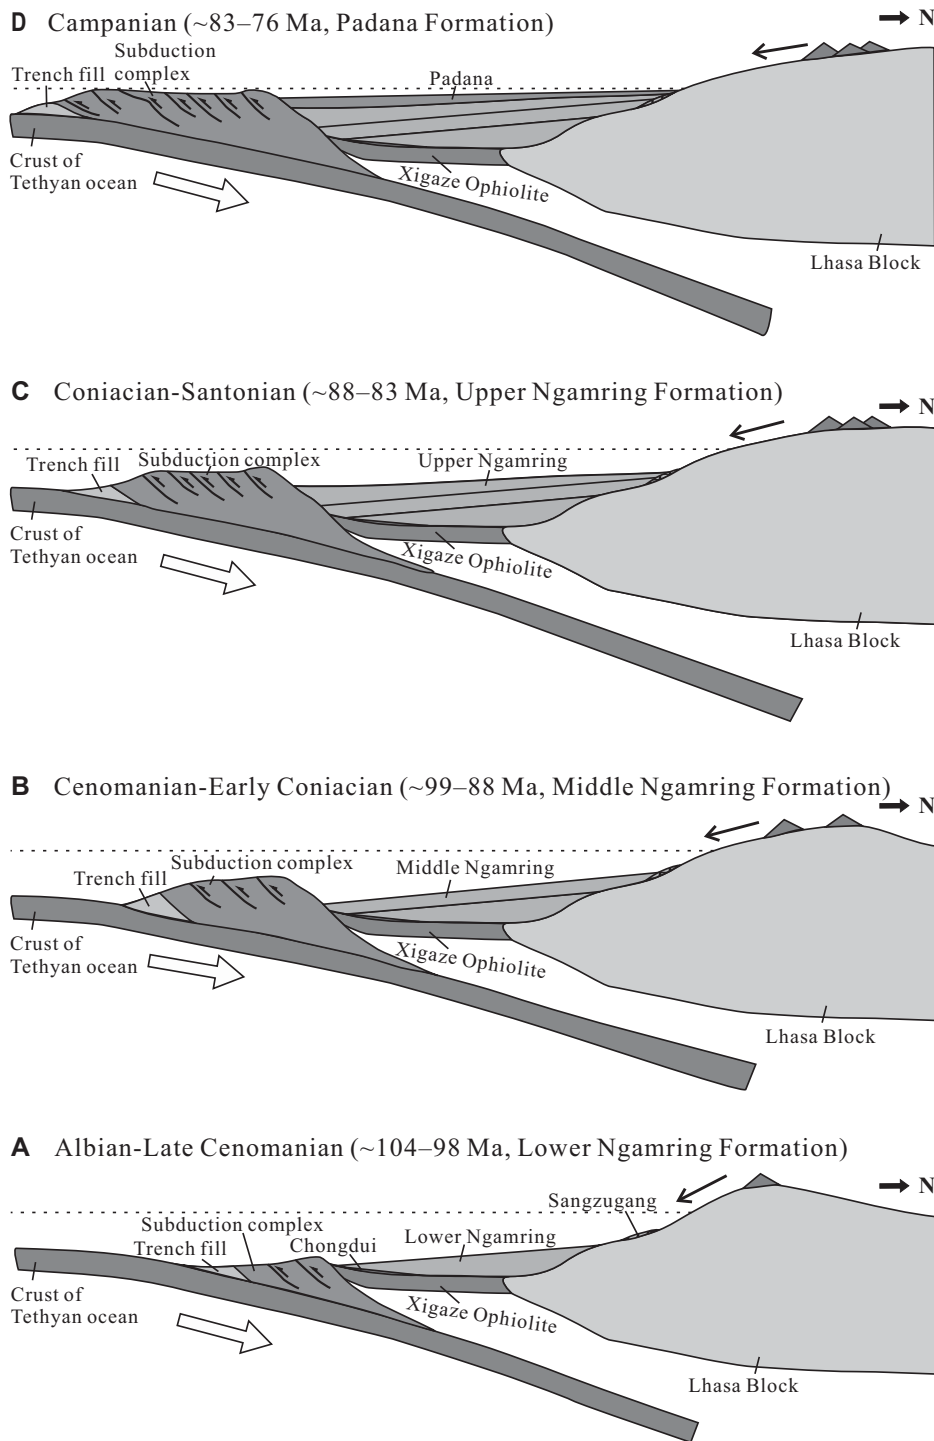 D Campanian (~83–76 Ma, Padana Formation)
N
Subduction
complex
Trench fill
Padana
Crust of
Tethyan ocean
Xigaze Ophiolite
Lhasa Block
C Coniacian-Santonian (~88–83 Ma, Upper Ngamring Formation)
N
Trench fill
Subduction complex
Upper Ngamring
Crust of
Tethyan ocean
Xigaze Ophiolite
Lhasa Block
B Cenomanian-Early Coniacian (~99–88 Ma, Middle Ngamring Formation)
N
Subduction complex
Trench fill
Middle Ngamring
Crust of
Tethyan ocean
Xigaze Ophiolite
Lhasa Block
A Albian-Late Cenomanian (~104–98 Ma, Lower Ngamring Formation)
N
Sangzugang
Subduction complex
Trench fill
Chongdui
Lower Ngamring
Crust of
Tethyan ocean
Xigaze Ophiolite
Lhasa Block